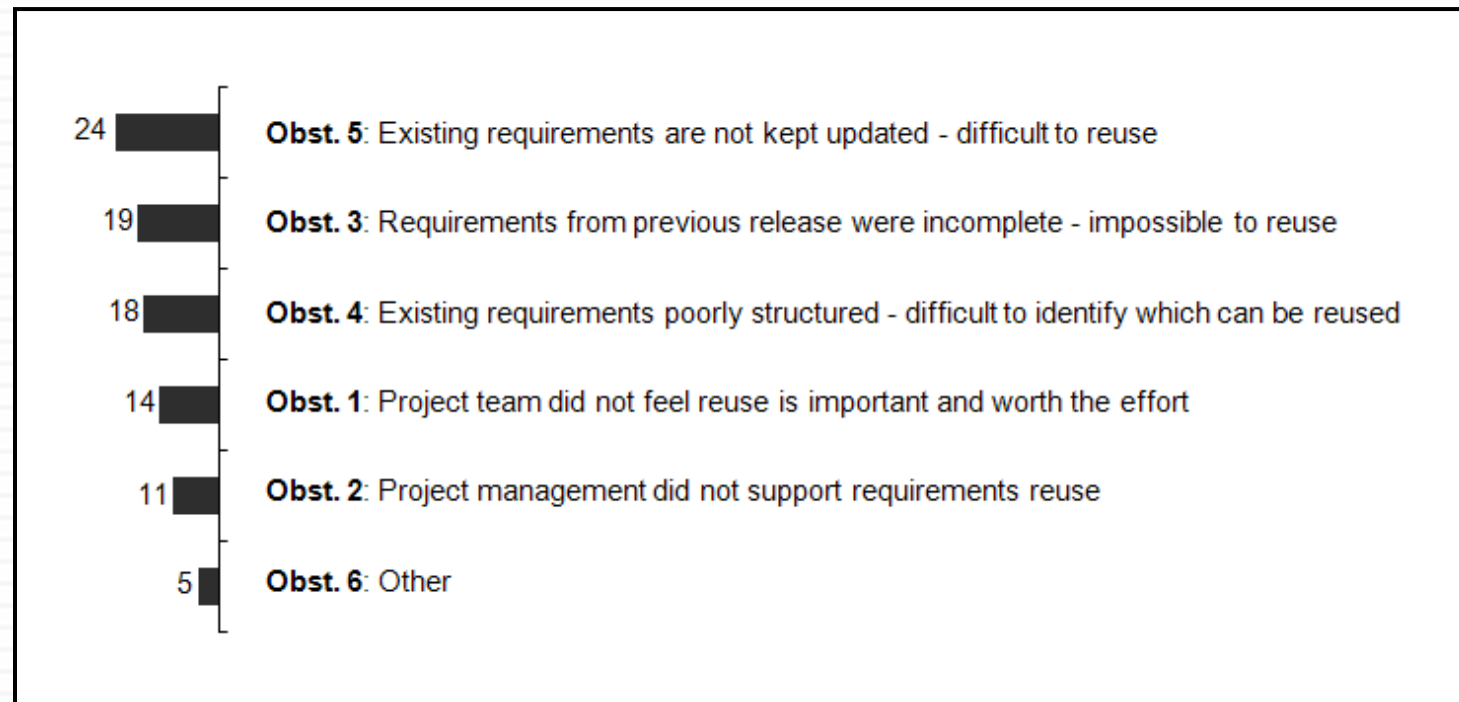 24 Obst. 5: Existing requirements are not kept updated - difficult to reuse
19 Obst. 3: Requirements from previous release were incomplete - impossible to reuse
18 Obst. 4: Existing requirements poorly structured - difficult to identify which can be reused
14 Obst. 1: Project team did not feel reuse is important and worth the effort
11 Obst. 2: Project management did not support requirements reuse
5 Obst. 6: Other